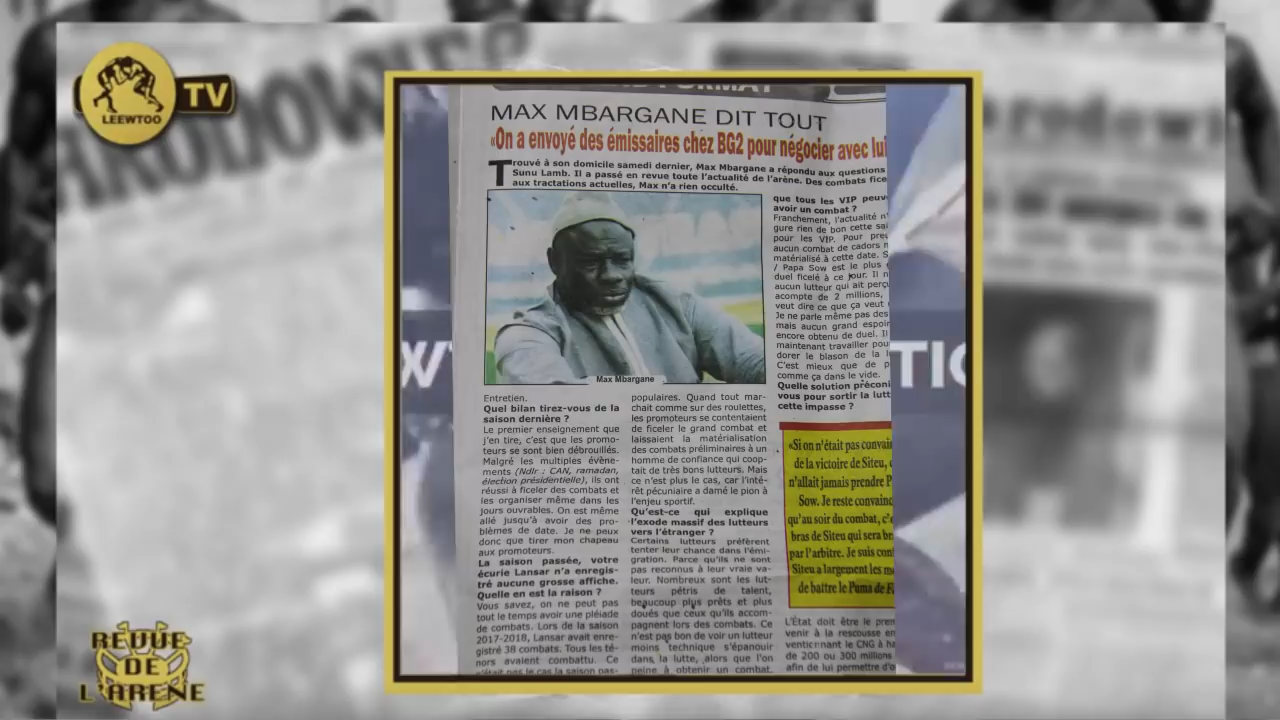 LEEWTOO
TV
MAX MBARGANE DIT TOUT
«On a envoyé des émissaires chez BG2 pour négocier avec lui
Trouvé à son domicile samedi dernier, Max Mbargane a répondu aux questions
Sunu Lamb. Il a passé en revue toute l'actualité de l'arène. Des combats fice
aux tractations actuelles, Max n'a rien occulté.
Max Mbargane
Entretien.
Quel bilan tirez-vous de la
saison dernière ?
Le premier enseignement que
j'en tire, c'est que les promo-
teurs se sont bien débrouillés.
Malgré les multiples évène-
ments (Ndlr : CAN, ramadan,
élection présidentielle), ils ont
réussi à ficeler des combats et
les organiser même dans les
jours ouvrables. On est même
allé jusqu'à avoir des pro-
blèmes de date. Je ne peux
donc que tirer mon chapeau
aux promoteurs.
La saison passée, votre
écurie Lansar n'a enregis-
tré aucune grosse affiche.
Quelle en est la raison ?
Vous savez, on ne peut pas
tout le temps avoir une pléiade
de combats. Lors de la saison
2017-2018, Lansar avait enre-
gistré 38 combats. Tous les té-
nors avaient combattu. Ce
n'était pas le cas la saison pas-
populaires. Quand tout mar-
chait comme sur des roulettes,
les promoteurs se contentaient
de ficeler le grand combat et
laissaient la matérialisation
des combats préliminaires à un
homme de confiance qui coop-
tait de très bons lutteurs. Mais
ce n'est plus le cas, car l'inté-
rêt pécuniaire a damé le pion à
l'enjeu sportif.
Qu'est-ce qui explique
l'exode massif des lutteurs
vers l'étranger ?
Certains lutteurs préfèrent
tenter leur chance dans l'émi-
gration. Parce qu'ils ne sont
pas reconnus à leur vraie va-
leur. Nombreux sont les lut-
teurs pétris de talent,
beaucoup plus prêts et plus
doués que ceux qu'ils accom-
pagnent lors des combats. Ce
n'est pas bon de voir un lutteur
moins technique s'épanouir
dans la lutte, alors que l'on
peine à obtenir un combat.
que tous les VIP peuv
avoir un combat ?
Franchement, l'actualité n'
gure rien de bon cette sai
pour les VIP. Pour preu
aucun combat de cadors n
matérialisé à cette date. S
/ Papa Sow est le plus
duel ficelé à ce jour. Il n
aucun lutteur qui ait perçu
acompte de 2 millions,
veut dire ce que ça veut
Je ne parle même pas des
mais aucun grand espoir
encore obtenu de duel. Il
maintenant travailler pou
dorer le blason de la l
C'est mieux que de p
comme ça dans le vide.
Quelle solution préconi
vous pour sortir la lutt
cette impasse ?
«Si on n'était pas convai
de la victoire de Siteu,
n'allait jamais prendre P
Sow. Je reste convainc
qu'au soir du combat, c'e
bras de Siteu qui sera br
par l'arbitre. Je suis con
Siteu a largement les m
de battre le Puma de F
L'État doit être le pren
venir à la rescousse en
ventionnant le CNG à ha
de 200 ou 300 millions
afin de lui permettre d'o
REVUE
DE
L'ARÈNE